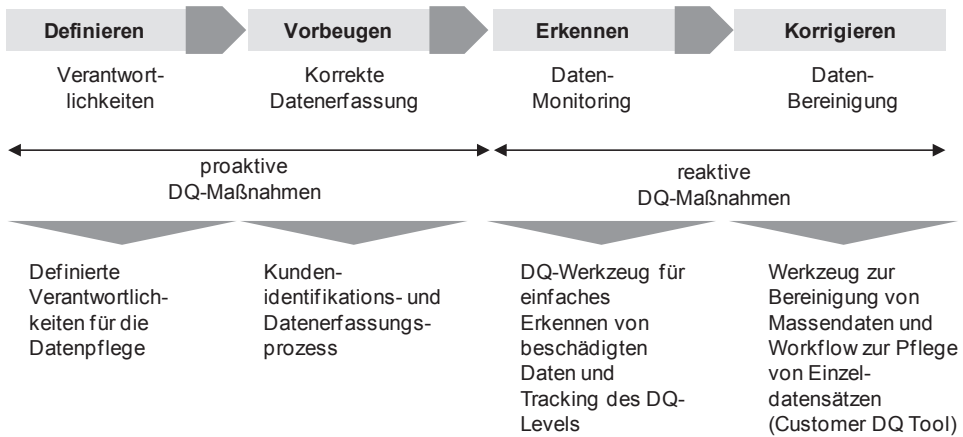 Definieren
Vorbeugen
Erkennen
Korrigieren
Verantwort-
lichkeiten
Korrekte
Datenerfassung
Daten-
Monitoring
Daten-
Bereinigung
proaktive
DQ-Maßnahmen
reaktive
DQ-Maßnahmen
Definierte
Verantwortlich-
keiten für die
Datenpflege
Kunden-
identifikations- und
Datenerfassungs-
prozess
DQ-Werkzeug für
einfaches
Erkennen von
beschädigten
Daten und
Tracking des DQ-
Levels
Werkzeug zur
Bereinigung von
Massendaten und
Workflow zur Pflege
von Einzel-
datensätzen
(Customer DQ Tool)